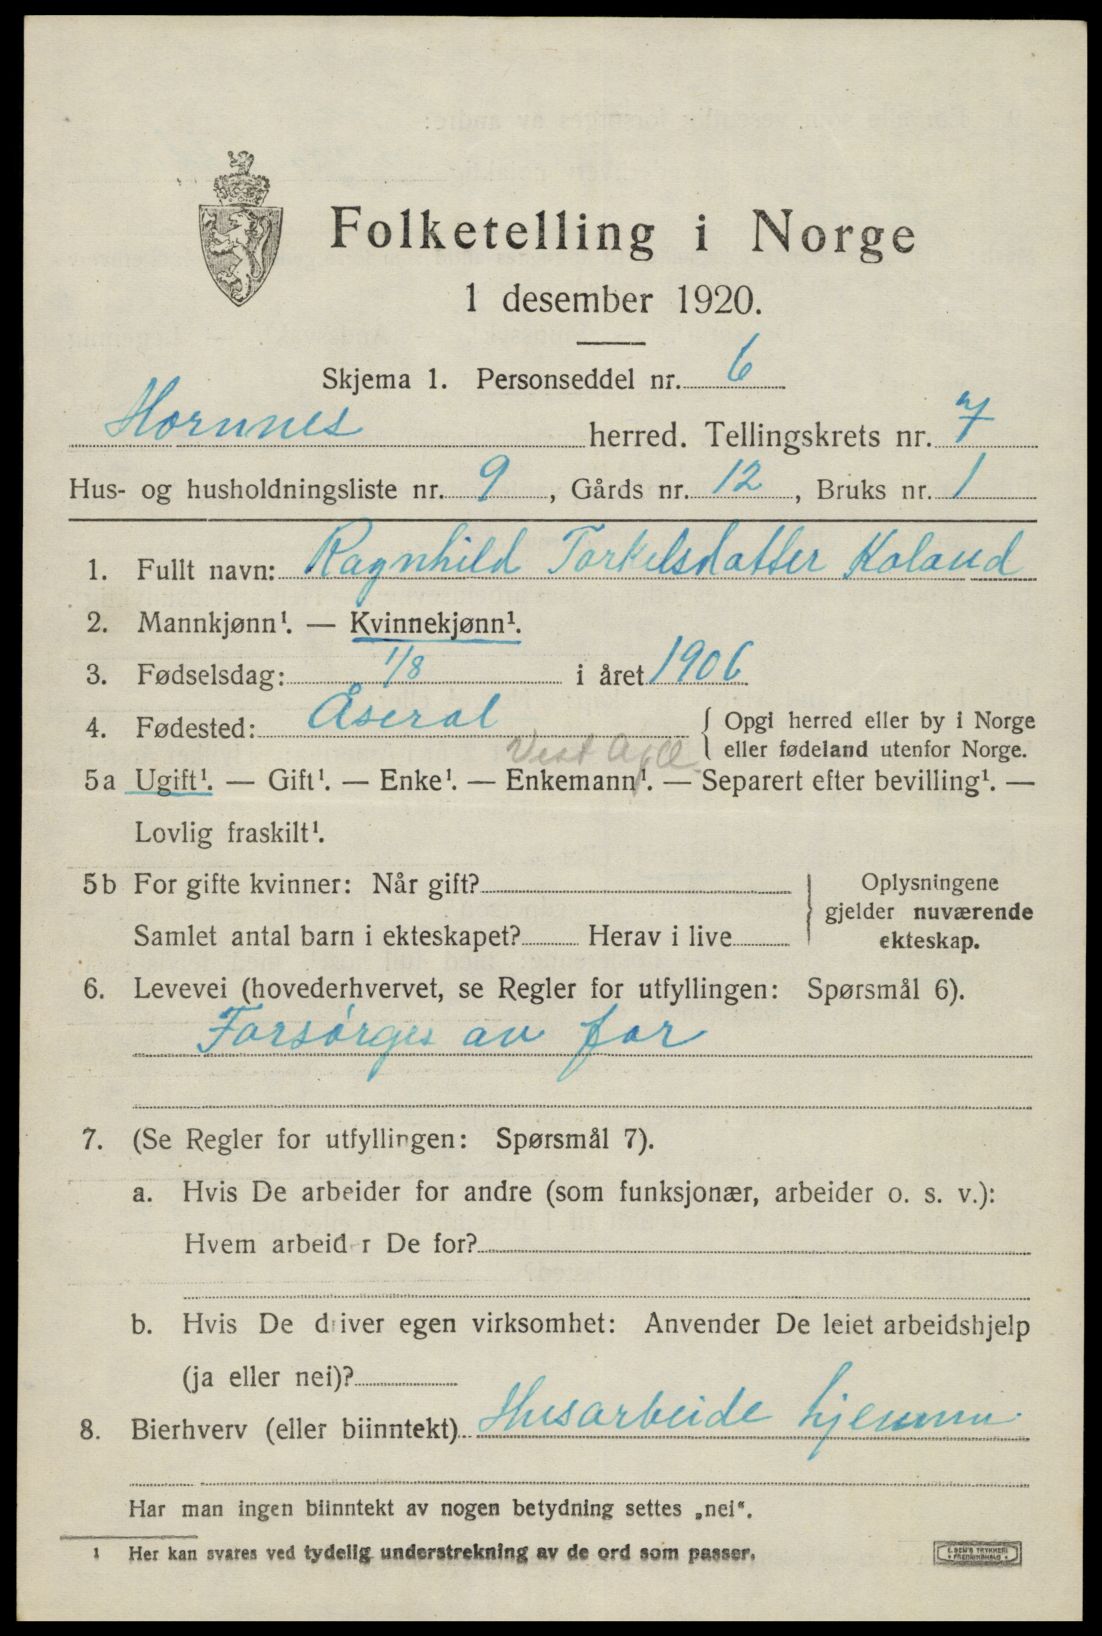 Folketelling i Norge
1 desember 1920.
Skjema 1. Personseddel nr. 6
Hornnes herred. Tellingskrets nr. 7
Hus- og husholdningsliste nr. 9, Gårds nr. 12, Bruks nr. 1
1. Fullt navn: Ragnhild Torkelsdatter Kaland
2. Mannkjønn¹. — Kvinnekjønn¹.
3. Fødselsdag: 1/8 i året 1906
4. Fødested: Åseral { Opgi herred eller by i Norge
eller fødeland utenfor Norge.
Vest Agd
5a Ugift¹. — Gift¹. — Enke¹. — Enkemann¹. — Separert efter bevilling¹. —
Lovlig fraskilt¹.
5b For gifte kvinner: Når gift? } Oplysningene
gjelder nuværende
ekteskap.
Samlet antal barn i ekteskapet? Herav i live
6. Levevei (hovederhvervet, se Regler for utfyllingen: Spørsmål 6).
Forsørges av far
7. (Se Regler for utfyllingen: Spørsmål 7).
a. Hvis De arbeider for andre (som funksjonær, arbeider o. s. v.):
Hvem arbeid r De for?
b. Hvis De driver egen virksomhet: Anvender De leiet arbeidshjelp
(ja eller nei)?
8. Bierhverv (eller biinntekt) Husarbeide hjemme
Har man ingen biinntekt av nogen betydning settes „nei".
1 Her kan svares ved tydelig understrekning av de ord som passer.